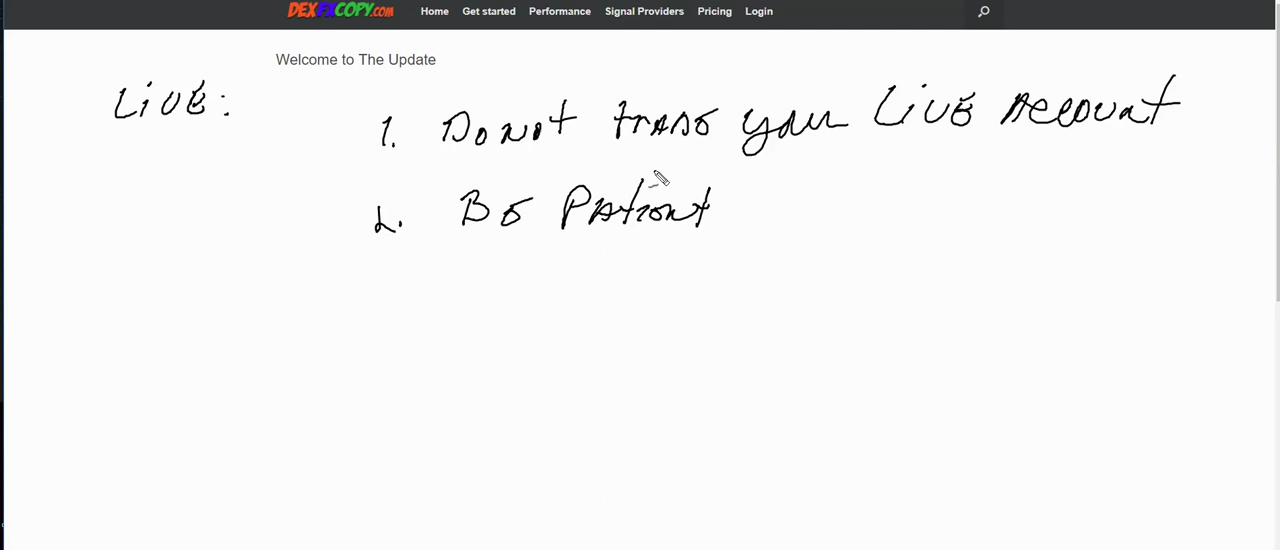 DEXFXCOPY.COM Home Get started Performance Signal Providers Pricing Login
Welcome to The Update
LIVE:
1. DO NOT TRADE your LIVE Account
2. BE PATIENT